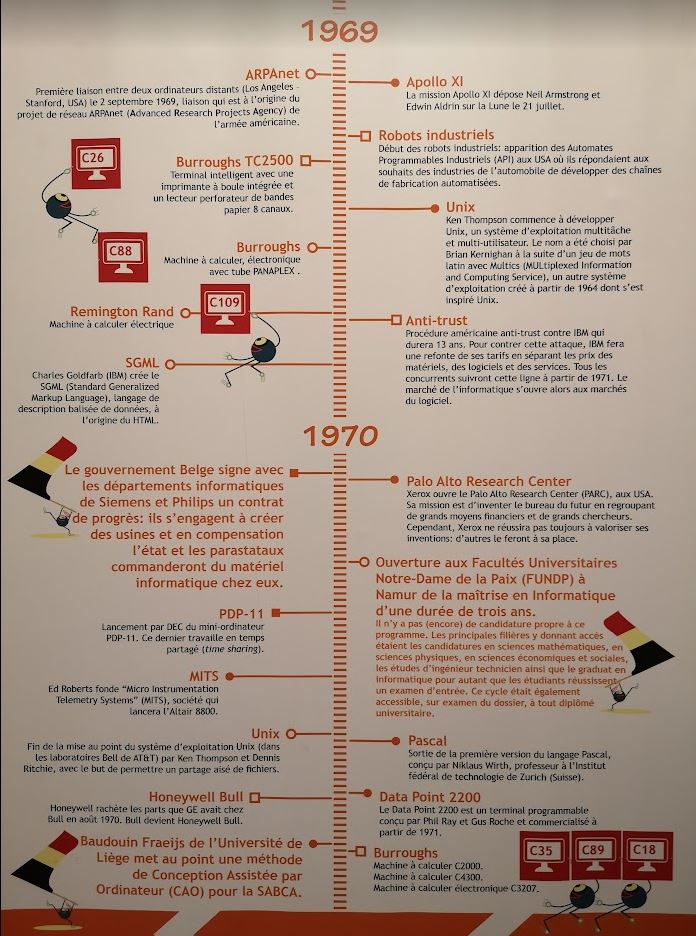 1969
ARPAnet
Première liaison entre deux ordinateurs distants (Los Angeles -
Stanford, USA) le 2 septembre 1969, liaison qui est à l'origine du
projet de réseau ARPAnet (Advanced Research Projects Agency) de
l'armée américaine.
Apollo XI
La mission Apollo XI dépose Neil Armstrong et
Edwin Aldrin sur la Lune le 21 juillet.
Robots industriels
Début des robots industriels: apparition des Automates
Programmables Industriels (API) aux USA où ils répondaient aux
souhaits des industries de l'automobile de développer des chaînes
de fabrication automatisées.
C26
Burroughs TC2500
Terminal intelligent avec une
imprimante à boule intégrée et
un lecteur perforateur de bandes
papier 8 canaux.
Unix
Ken Thompson commence à développer
Unix, un système d'exploitation multitâche
et multi-utilisateur. Le nom a été choisi par
Brian Kernighan à la suite d'un jeu de mots
latin avec Multics (MULtiplexed Information
and Computing Service), un autre système
d'exploitation créé à partir de 1964 dont s'est
inspiré Unix.
C88
Burroughs
Machine à calculer, électronique
avec tube PANAPLEX .
C109
Remington Rand
Machine à calculer électrique
Anti-trust
Procédure américaine anti-trust contre IBM qui
durera 13 ans. Pour contrer cette attaque, IBM fera
une refonte de ses tarifs en séparant les prix des
matériels, des logiciels et des services. Tous les
concurrents suivront cette ligne à partir de 1971. Le
marché de l'informatique s'ouvre alors aux marchés
du logiciel.
SGML
Charles Goldfarb (IBM) crée le
SGML (Standard Generalized
Markup Language), langage de
description balisée de données, à
l'origine du HTML.
1970
Le gouvernement Belge signe avec
les départements informatiques
de Siemens et Philips un contrat
de progrès: ils s'engagent à créer
des usines et en compensation
l'état et les parastataux
commanderont du matériel
informatique chez eux.
Palo Alto Research Center
Xerox ouvre le Palo Alto Research Center (PARC), aux USA.
Sa mission est d'inventer le bureau du futur en regroupant
de grands moyens financiers et de grands chercheurs.
Cependant, Xerox ne réussira pas toujours à valoriser ses
inventions: d'autres le feront à sa place.
Ouverture aux Facultés Universitaires
Notre-Dame de la Paix (FUNDP) à
Namur de la maîtrise en Informatique
d'une durée de trois ans.
Il n'y a pas (encore) de candidature propre à ce
programme. Les principales filières y donnant accès
étaient les candidatures en sciences mathématiques, en
sciences physiques, en sciences économiques et sociales,
les études d'ingénieur technicien ainsi que le graduat en
informatique pour autant que les étudiants réussissent
un examen d'entrée. Ce cycle était également
accessible, sur examen du dossier, à tout diplômé
universitaire.
PDP-11
Lancement par DEC du mini-ordinateur
PDP-11. Ce dernier travaille en temps
partagé (time sharing).
MITS
Ed Roberts fonde "Micro Instrumentation
Telemetry Systems" (MITS), société qui
lancera l'Altair 8800.
Unix
Fin de la mise au point du système d'exploitation Unix (dans
les laboratoires Bell de AT&T) par Ken Thompson et Dennis
Ritchie, avec le but de permettre un partage aisé de fichiers.
Pascal
Sortie de la première version du langage Pascal,
conçu par Niklaus Wirth, professeur à l'Institut
fédéral de technologie de Zurich (Suisse).
Honeywell Bull
Honeywell rachète les parts que GE avait chez
Bull en août 1970. Bull devient Honeywell Bull.
Data Point 2200
Le Data Point 2200 est un terminal programmable
conçu par Phil Ray et Gus Roche et commercialisé à
partir de 1971.
Baudouin Fraeijs de l'Université de
Liège met au point une méthode
de Conception Assistée par
Ordinateur (CAO) pour la SABCA.
Burroughs
Machine à calculer C2000.
Machine à calculer C4300.
Machine à calculer électronique C3207.
C35
C89
C18